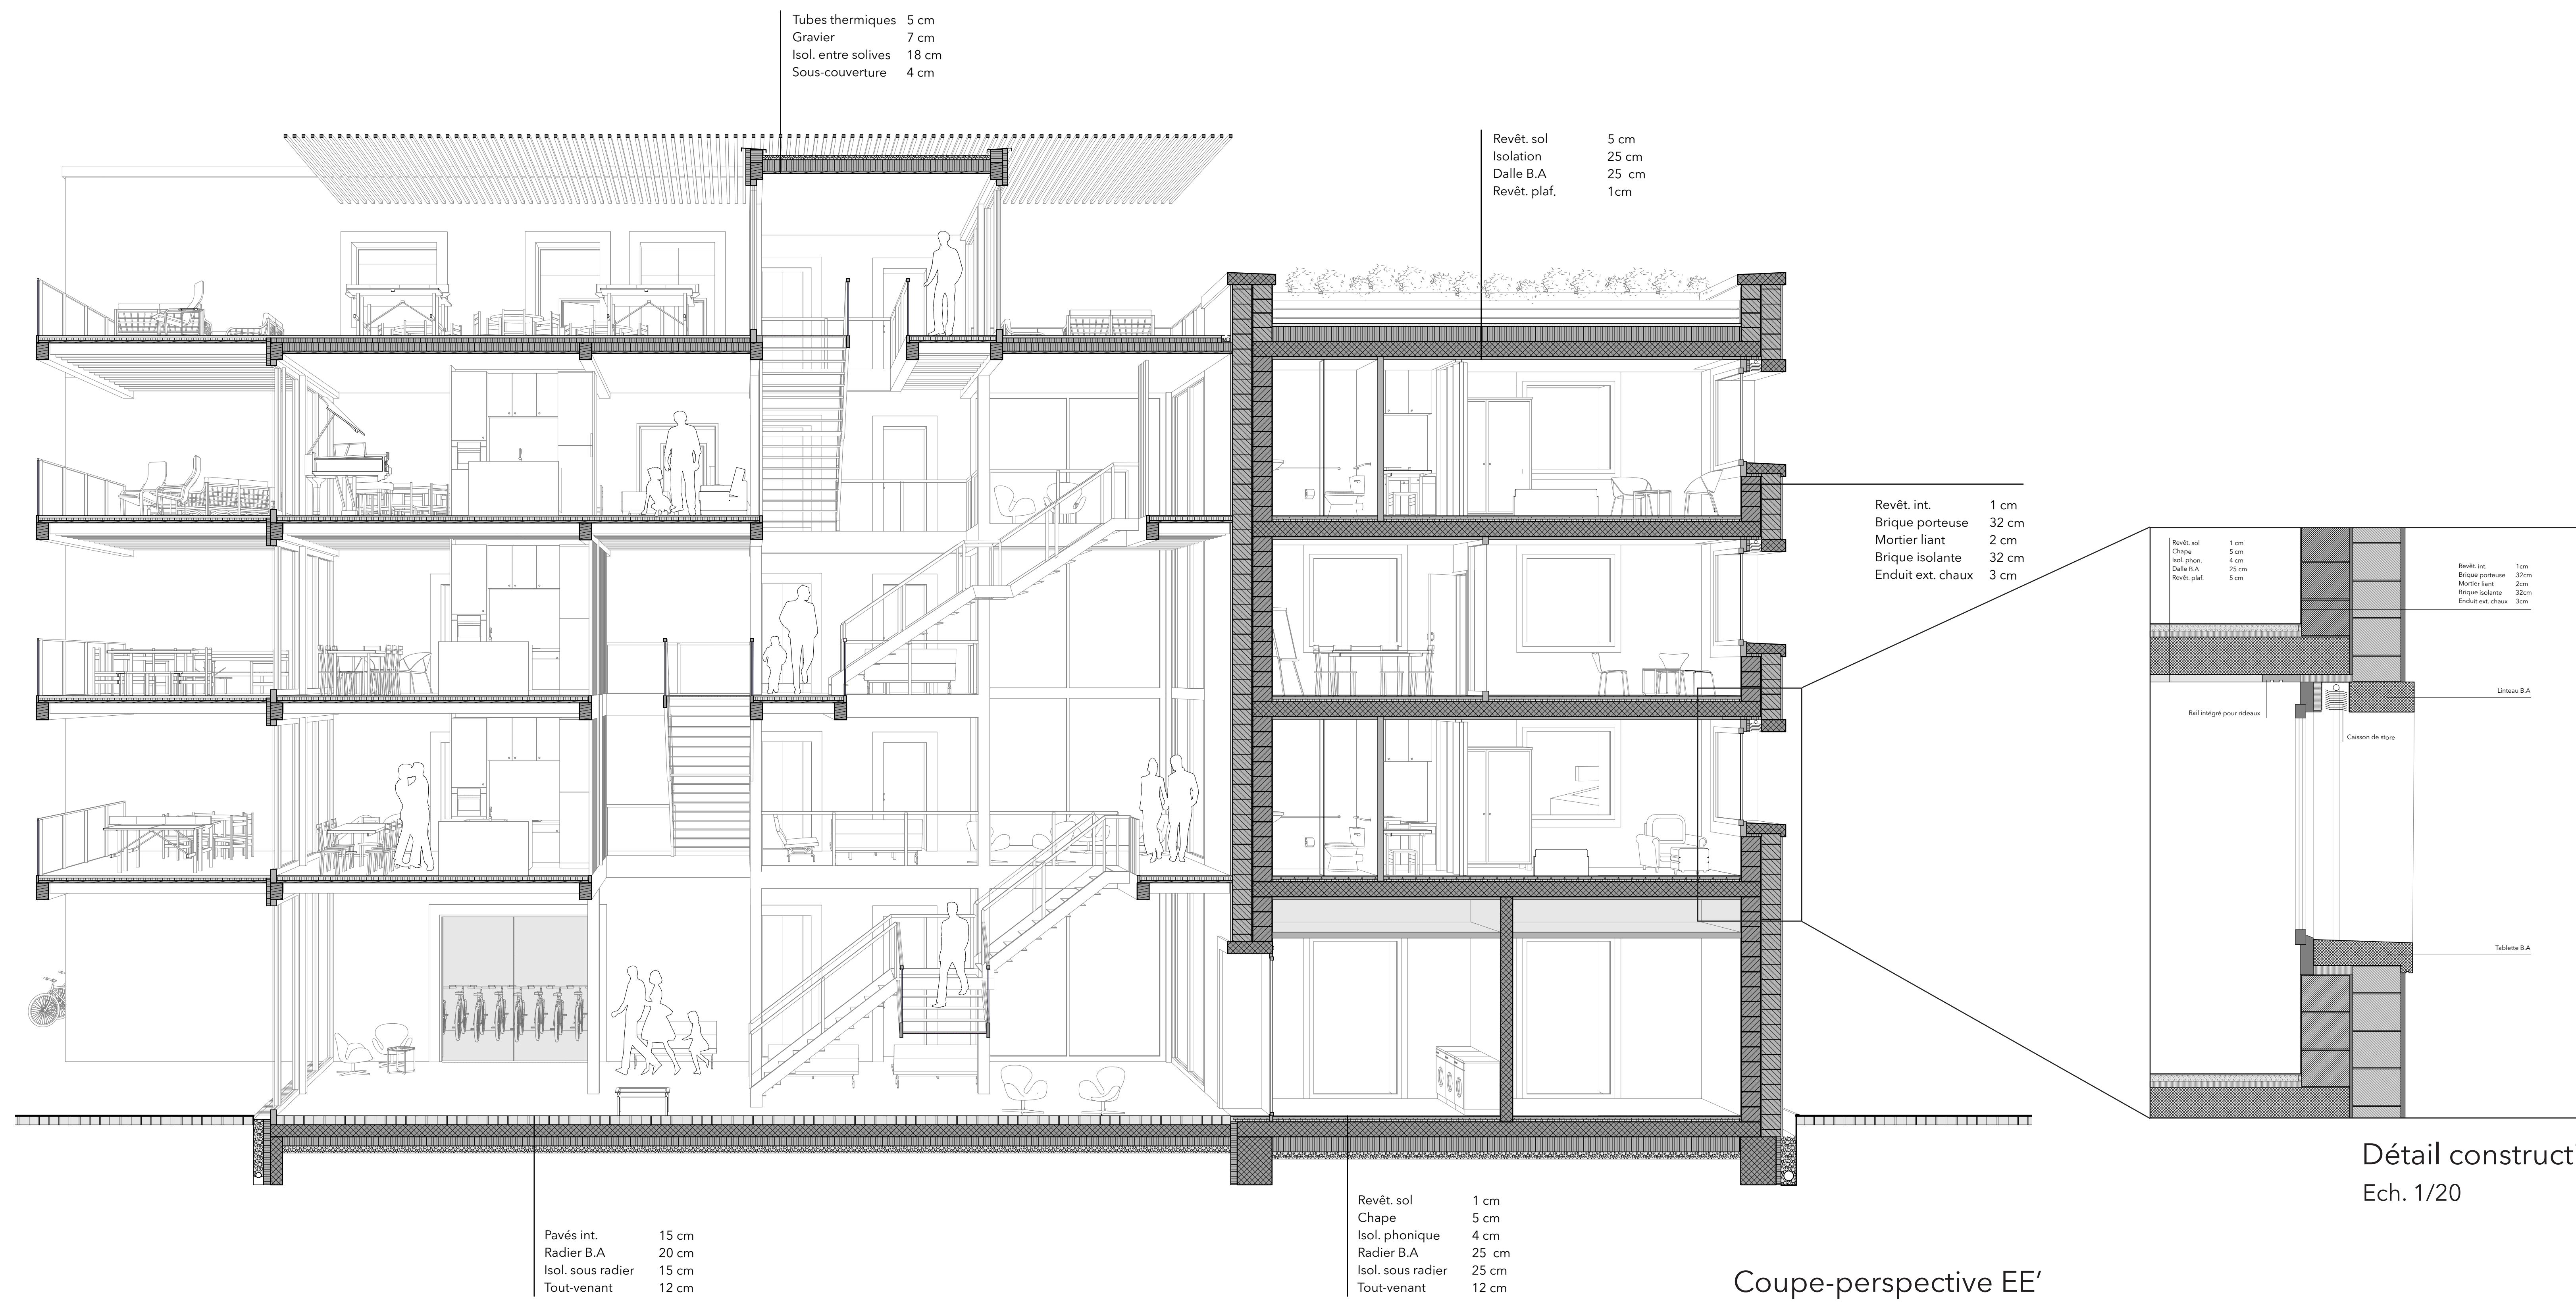 Tubes thermiques 5 cm
Gravier 7 cm
Isol. entre solives 18 cm
Sous-couverture 4 cm
Revêt. sol 5 cm
Isolation 25 cm
Dalle B.A 25 cm
Revêt. plaf. 1cm
Revêt. int. 1 cm
Brique porteuse 32 cm
Mortier liant 2 cm
Brique isolante 32 cm
Enduit ext. chaux 3 cm
Revêt. sol 1 cm
Chape 5 cm
Isol. phon. 4 cm
Dalle B.A 25 cm
Revêt. plaf. 5 cm
Revêt. int. 1cm
Brique porteuse 32cm
Mortier liant 2cm
Brique isolante 32cm
Enduit ext. chaux 3cm
Linteau B.A
Rail intégré pour rideaux
Caisson de store
Tablette B.A
Détail construct
Ech. 1/20
Pavés int. 15 cm
Radier B.A 20 cm
Isol. sous radier 15 cm
Tout-venant 12 cm
Revêt. sol 1 cm
Chape 5 cm
Isol. phonique 4 cm
Radier B.A 25 cm
Isol. sous radier 25 cm
Tout-venant 12 cm
Coupe-perspective EE’